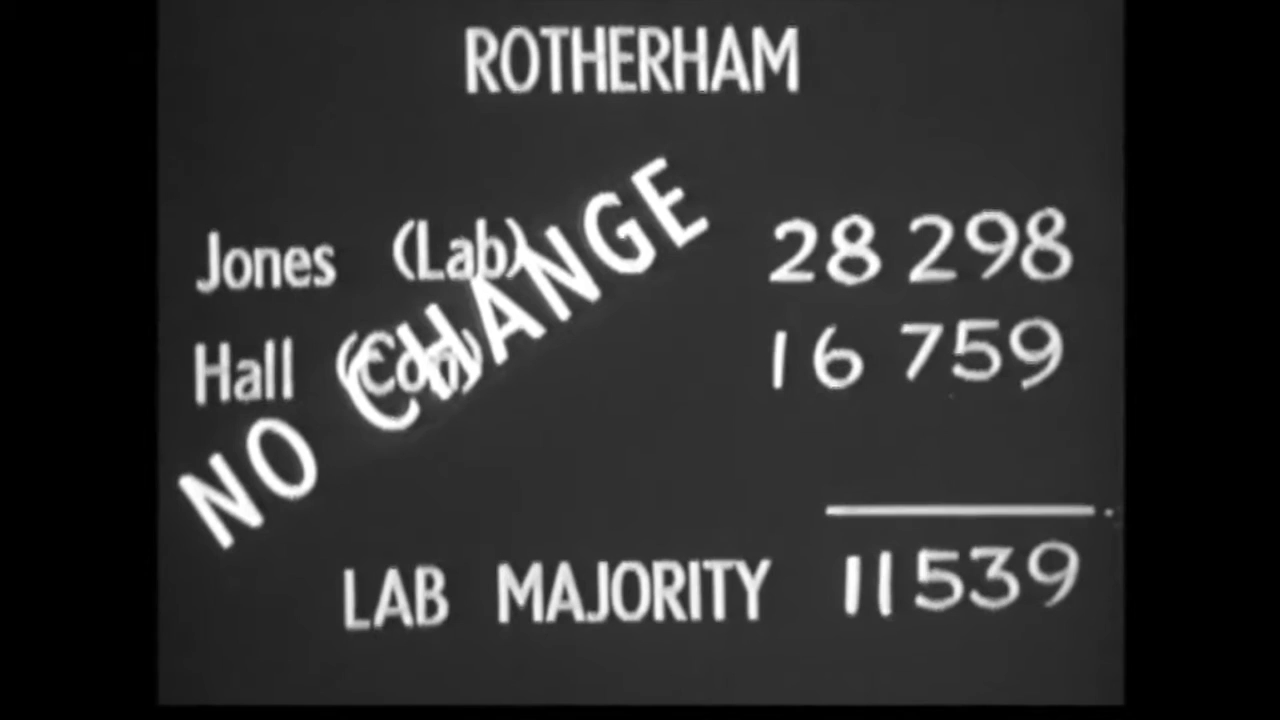 ROTHERHAM
Jones (Lab) 28 298
Hall (Con) 16 759
NO CHANGE
LAB MAJORITY 11539